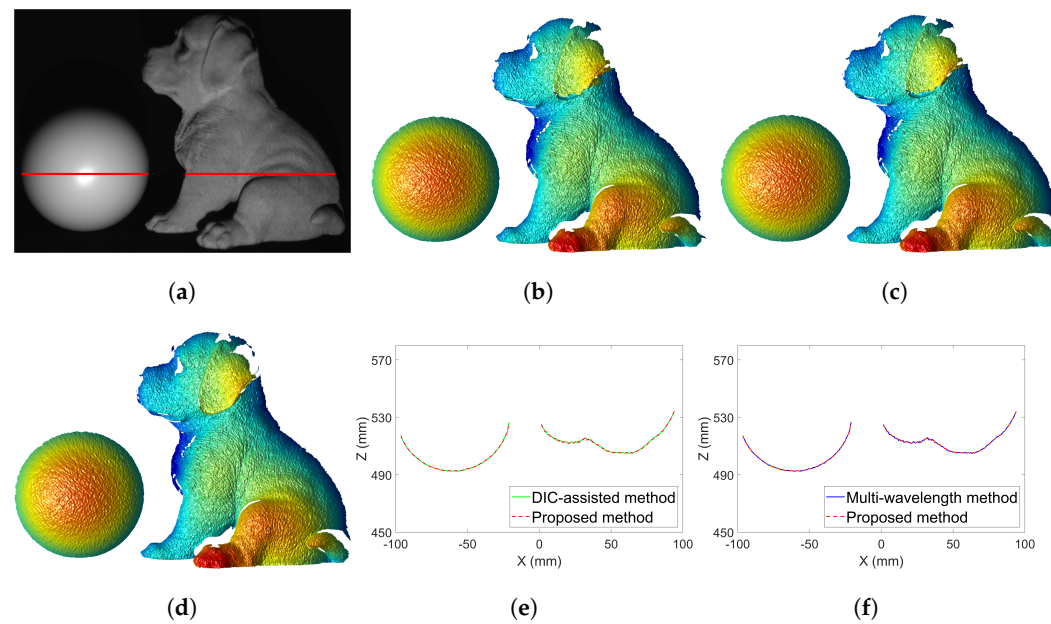 (a)
(b)
(c)
(d)
570
530
490
450
Z (mm)
-100
-50
0
50
100
X (mm)
DIC-assisted method
Proposed method
(e)
570
530
490
450
Z (mm)
-100
-50
0
50
100
X (mm)
Multi-wavelength method
Proposed method
(f)